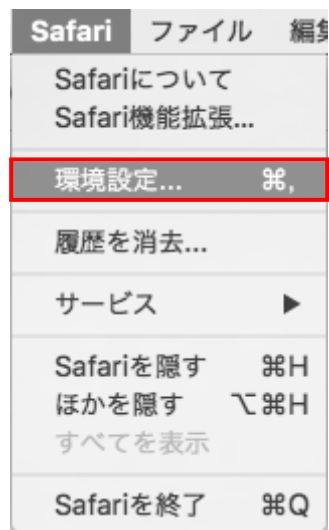 Safari ファイル
Safariについて
Safari機能拡張...
環境設定... ⌘,
履歴を消去...
サービス ▶
Safariを隠す ⌘H
ほかを隠す ⌥⌘H
すべてを表示
Safariを終了 ⌘Q